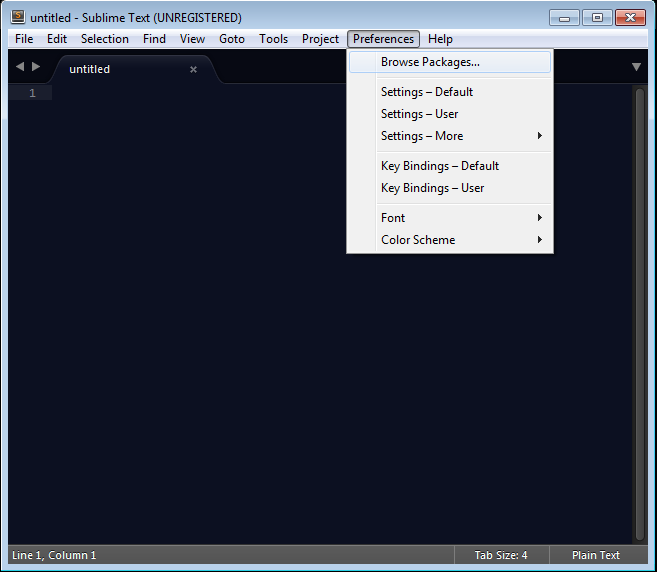 untitled - Sublime Text (UNREGISTERED)
File Edit Selection Find View Goto Tools Project Preferences Help
untitled
1
Browse Packages...
Settings – Default
Settings – User
Settings – More
Key Bindings – Default
Key Bindings – User
Font
Color Scheme
Line 1, Column 1 Tab Size: 4 Plain Text